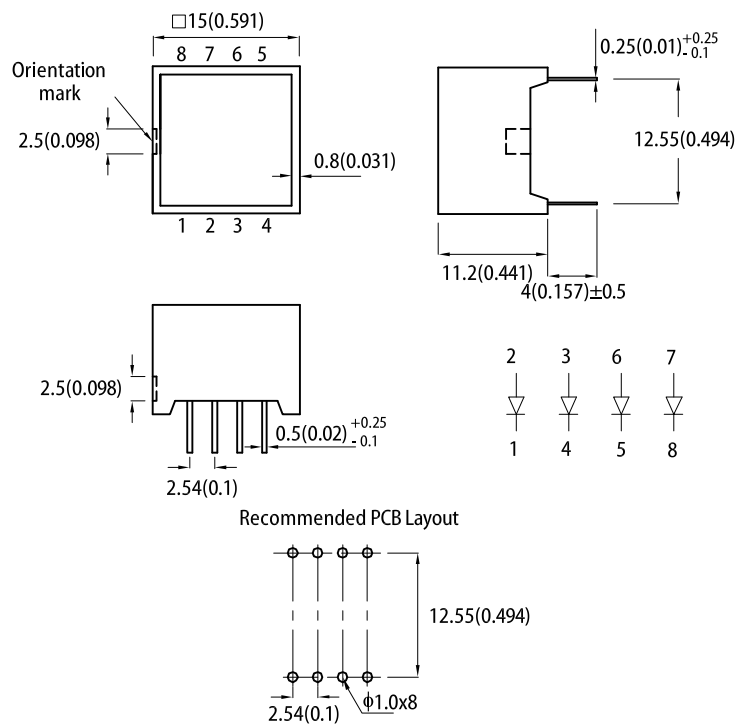 □15(0.591)
8 7 6 5
Orientation
mark
2.5(0.098)
0.8(0.031)
1 2 3 4
0.25(0.01)+0.25
- 0.1
12.55(0.494)
11.2(0.441)
4(0.157)±0.5
2.5(0.098)
0.5(0.02)+0.25
- 0.1
2.54(0.1)
2 3 6 7
1 4 5 8
Recommended PCB Layout
12.55(0.494)
2.54(0.1)
ϕ1.0x8